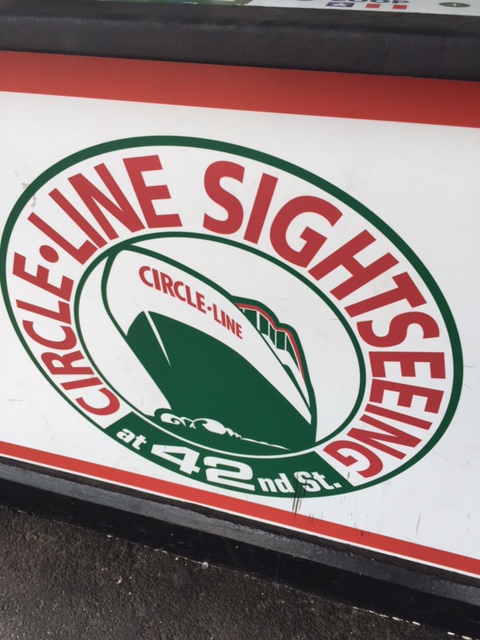 CIRCLE•LINE SIGHTSEEING
CIRCLE•LINE
at 42nd St.